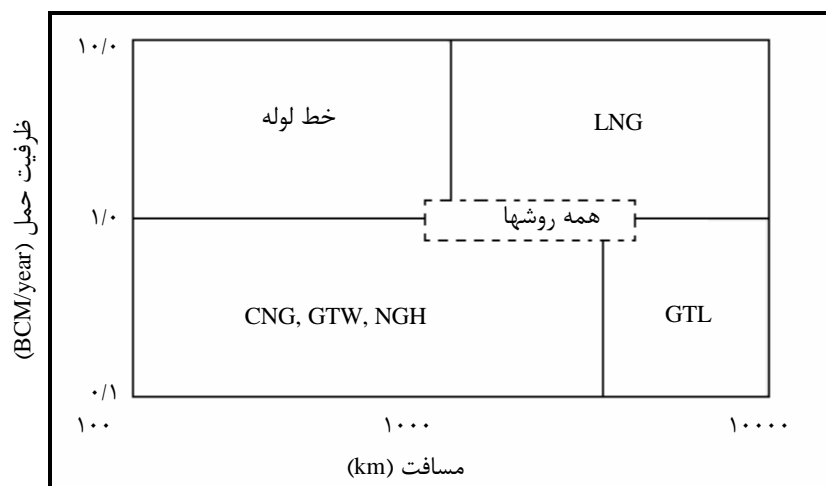 ۱۰/۰
خط لوله
LNG
ظرفیت حمل (BCM/year)
۱/۰
همه روشها
CNG, GTW, NGH
GTL
۰/۱
۱۰۰
۱۰۰۰
۱۰۰۰۰
مسافت (km)